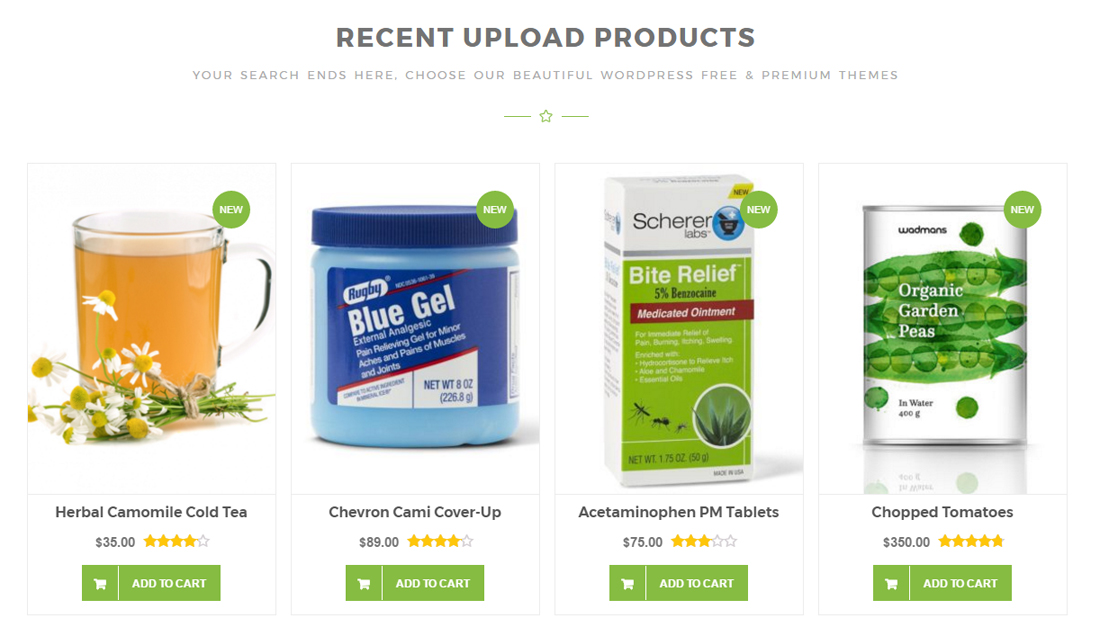 RECENT UPLOAD PRODUCTS
YOUR SEARCH ENDS HERE, CHOOSE OUR BEAUTIFUL WORDPRESS FREE & PREMIUM THEMES
NEW
NEW
Rugby
Blue Gel
External Analgesic
Pain Relieving Gel for Minor
Aches and Pains of Muscles
and Joints
NET WT 8 OZ
(226.8 g)
NEW
NEW
Scherer
labs
Bite Relief™
5% Benzocaine
Medicated Ointment
For Immediate Relief of
Pain, Burning, Itching, Swelling.
Enriched with:
• Hydrocortisone to Relieve Itch
• Aloe and Chamomile
• Essential Oils
NET WT. 1.75 OZ. (50 g)
MADE IN USA
NEW
wadmans
Organic
Garden
Peas
In Water
400 g
Herbal Camomile Cold Tea
$35.00
ADD TO CART
Chevron Cami Cover-Up
$89.00
ADD TO CART
Acetaminophen PM Tablets
$75.00
ADD TO CART
Chopped Tomatoes
$350.00
ADD TO CART